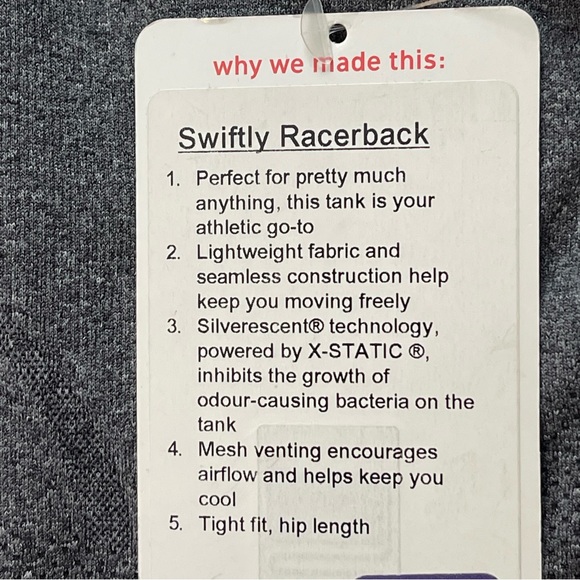 why we made this:
Swiftly Racerback
1. Perfect for pretty much
anything, this tank is your
athletic go-to
2. Lightweight fabric and
seamless construction help
keep you moving freely
3. Silverescent® technology,
powered by X-STATIC ®,
inhibits the growth of
odour-causing bacteria on the
tank
4. Mesh venting encourages
airflow and helps keep you
cool
5. Tight fit, hip length